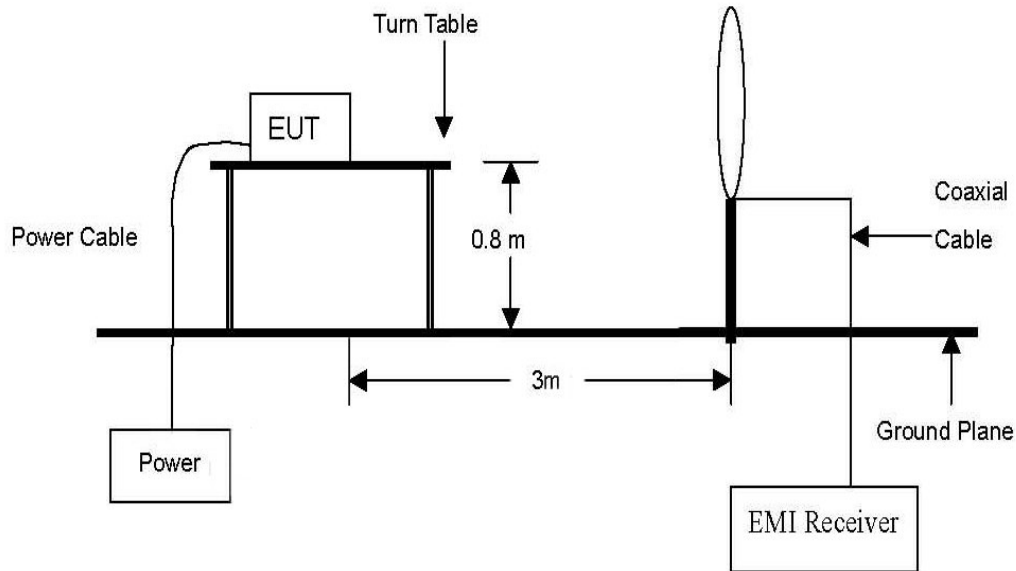 Turn Table
EUT
Coaxial
Cable
Power Cable
0.8 m
3m
Ground Plane
Power
EMI Receiver